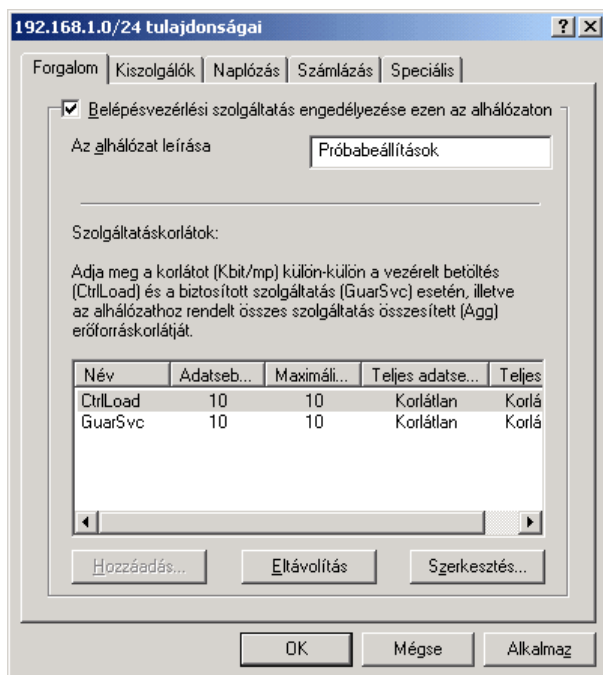 192.168.1.0/24 tulajdonságai
Forgalom Kiszolgálók Naplózás Számlázás Speciális
Belépésvezérlési szolgáltatás engedélyezése ezen az alhálózaton
Az alhálózat leírása Próbabeállítások
Szolgáltatáskorlátok:
Adja meg a korlátot (Kbit/mp) külön-külön a vezérelt betöltés
(CtrlLoad) és a biztosított szolgáltatás (GuarSvc) esetén, illetve
az alhálózathoz rendelt összes szolgáltatás összesített (Agg)
erőforráskorlátját.
Név Adatseb... Maximáli... Teljes adatse... Teljes
CtrlLoad 10 10 Korlátlan Korlá
GuarSvc 10 10 Korlátlan Korlá
Hozzáadás... Eltávolítás Szerkesztés...
OK Mégse Alkalmaz